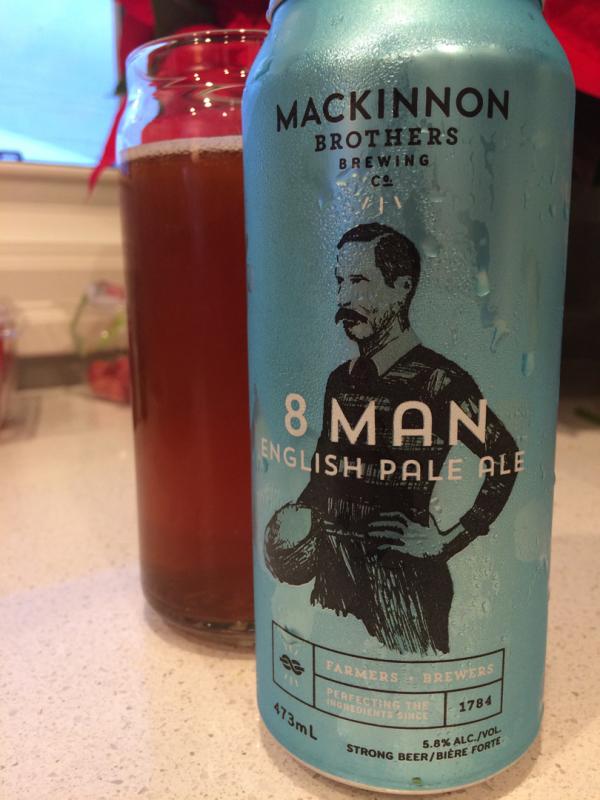 MACKINNON
BROTHERS
BREWING
Co.
8 MAN
ENGLISH PALE ALE
FARMERS + BREWERS
PERFECTING THE
INGREDIENTS SINCE
1784
473mL
5.8% ALC./VOL.
STRONG BEER/BIÈRE FORTE